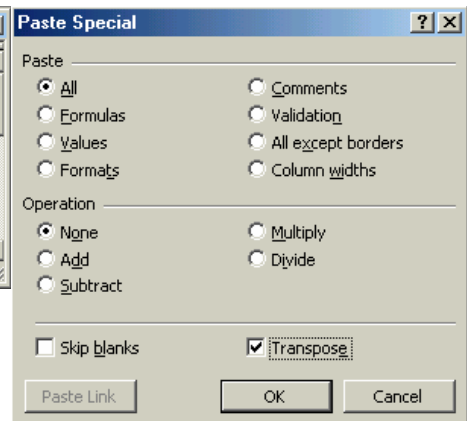 Paste Special
Paste
All Comments
Formulas Validation
Values All except borders
Formats Column widths
Operation
None Multiply
Add Divide
Subtract
Skip blanks Transpose
Paste Link OK Cancel